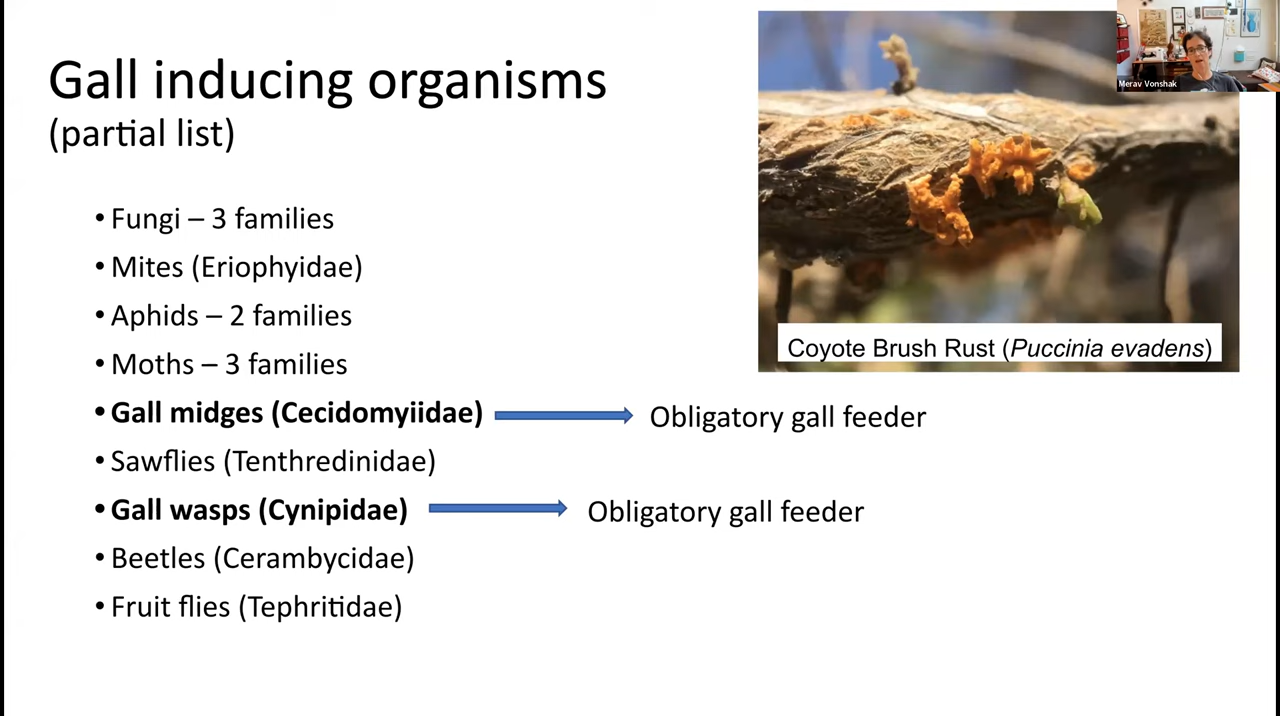 Gall inducing organisms
(partial list)
• Fungi – 3 families
• Mites (Eriophyidae)
• Aphids – 2 families
• Moths – 3 families
• Gall midges (Cecidomyiidae)
Obligatory gall feeder
• Sawflies (Tenthredinidae)
• Gall wasps (Cynipidae)
Obligatory gall feeder
• Beetles (Cerambycidae)
• Fruit flies (Tephritidae)
Coyote Brush Rust (Puccinia evadens)
Merav Vonshak